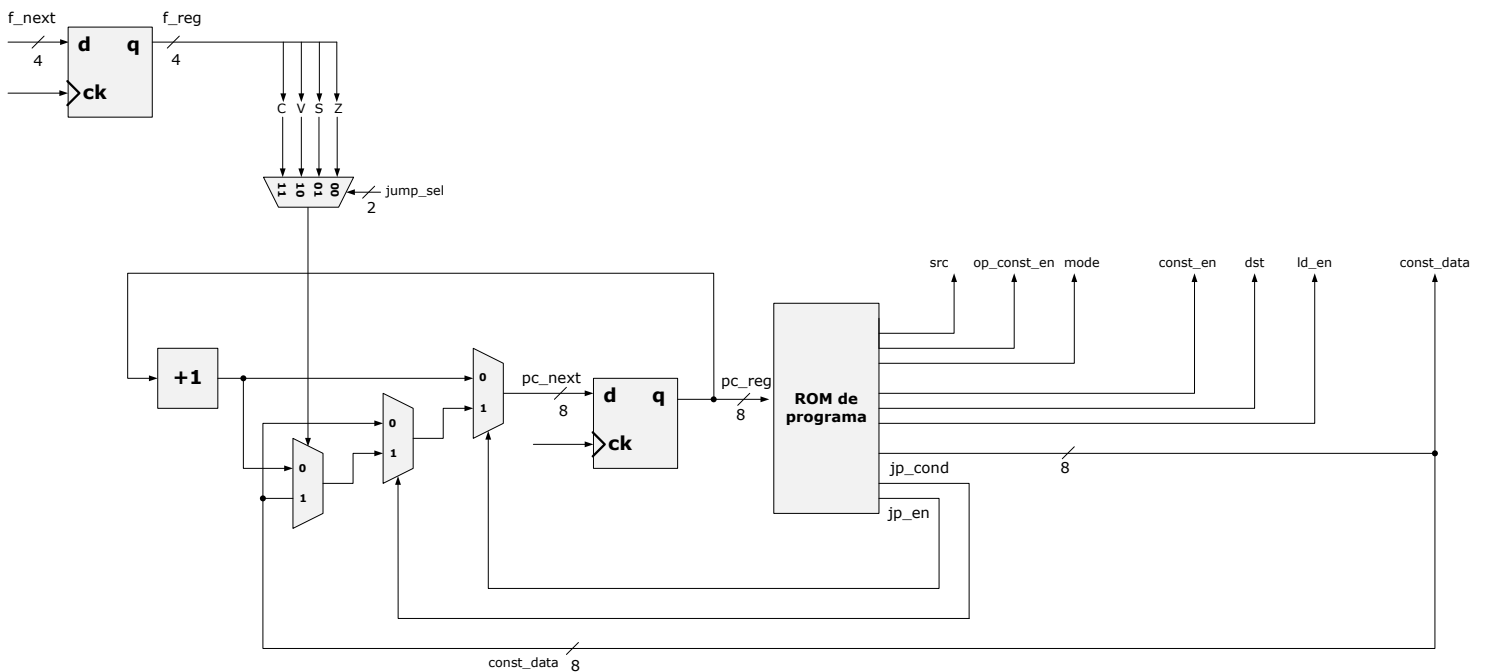 f_next
f_reg
d q
4
4
ck
C V S Z
11 10 01 00
jump_sel
2
src
op_const_en
mode
const_en
dst
ld_en
const_data
+1
0
1
pc_next
8
d q
ck
pc_reg
8
ROM de
programa
0
1
0
1
8
jp_cond
jp_en
const_data
8